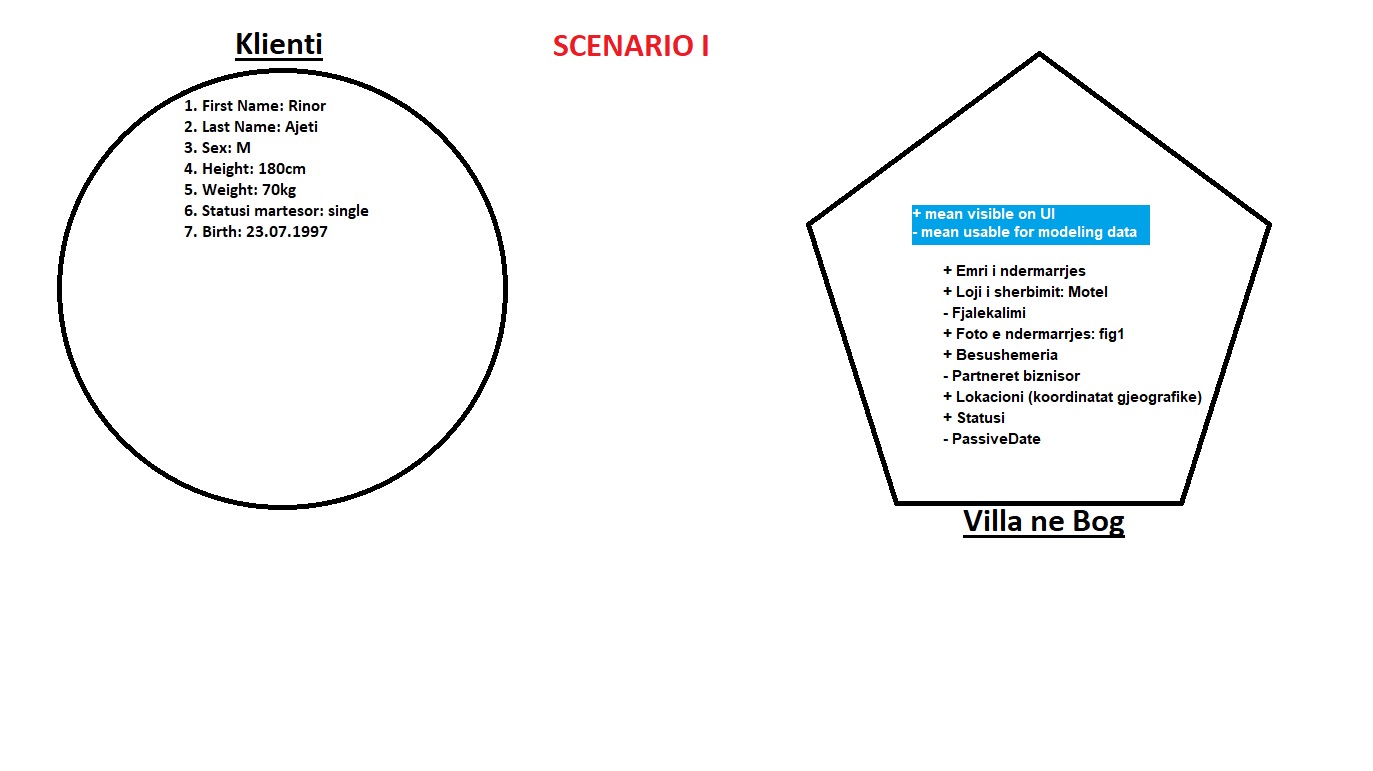 Klienti
SCENARIO I
1. First Name: Rinor
2. Last Name: Ajeti
3. Sex: M
4. Height: 180cm
5. Weight: 70kg
6. Statusi martesor: single
7. Birth: 23.07.1997
+ mean visible on UI
- mean usable for modeling data
+ Emri i ndermarrjes
+ Loji i sherbimit: Motel
- Fjalekalimi
+ Foto e ndermarrjes: fig1
+ Besushemeria
- Partneret biznisor
+ Lokacioni (koordinatat gjeografike)
+ Statusi
- PassiveDate
Villa ne Bog